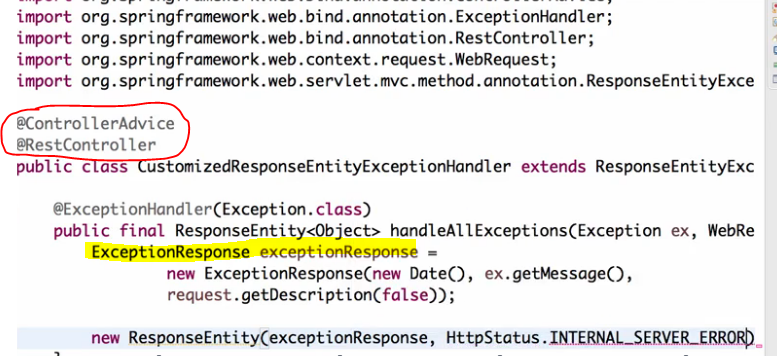 import org.springframework.web.bind.annotation.ExceptionHandler;
import org.springframework.web.bind.annotation.RestController;
import org.springframework.web.context.request.WebRequest;
import org.springframework.web.servlet.mvc.method.annotation.ResponseEntityExce
@ControllerAdvice
@RestController
public class CustomizedResponseEntityExceptionHandler extends ResponseEntityExc
@ExceptionHandler(Exception.class)
public final ResponseEntity<Object> handleAllExceptions(Exception ex, WebRe
ExceptionResponse exceptionResponse =
new ExceptionResponse(new Date(), ex.getMessage(),
request.getDescription(false));
new ResponseEntity(exceptionResponse, HttpStatus.INTERNAL_SERVER_ERROR)